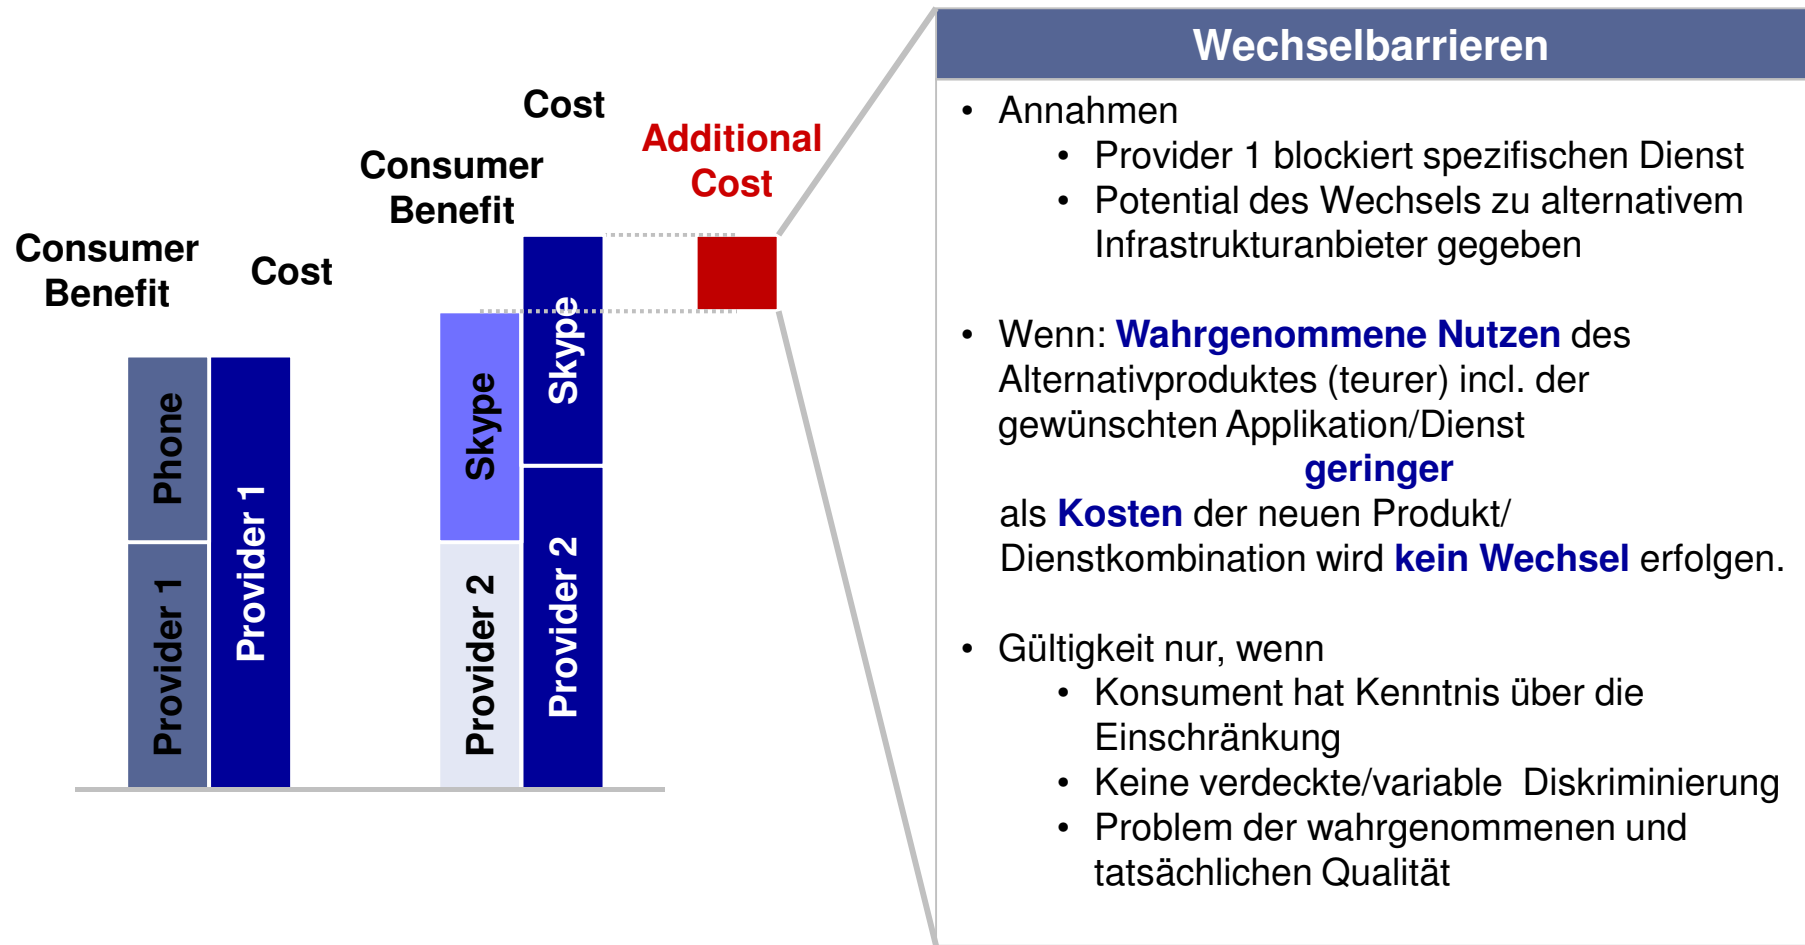 Consumer
Benefit
Cost
Consumer
Benefit
Cost
Additional
Cost
Phone
Provider 1
Provider 1
Skype
Provider 2
Skype
Provider 2
Wechselbarrieren
• Annahmen
• Provider 1 blockiert spezifischen Dienst
• Potential des Wechsels zu alternativem
Infrastrukturanbieter gegeben
• Wenn: Wahrgenommene Nutzen des
Alternativproduktes (teurer) incl. der
gewünschten Applikation/Dienst
geringer
als Kosten der neuen Produkt/
Dienstkombination wird kein Wechsel erfolgen.
• Gültigkeit nur, wenn
• Konsument hat Kenntnis über die
Einschränkung
• Keine verdeckte/variable Diskriminierung
• Problem der wahrgenommenen und
tatsächlichen Qualität